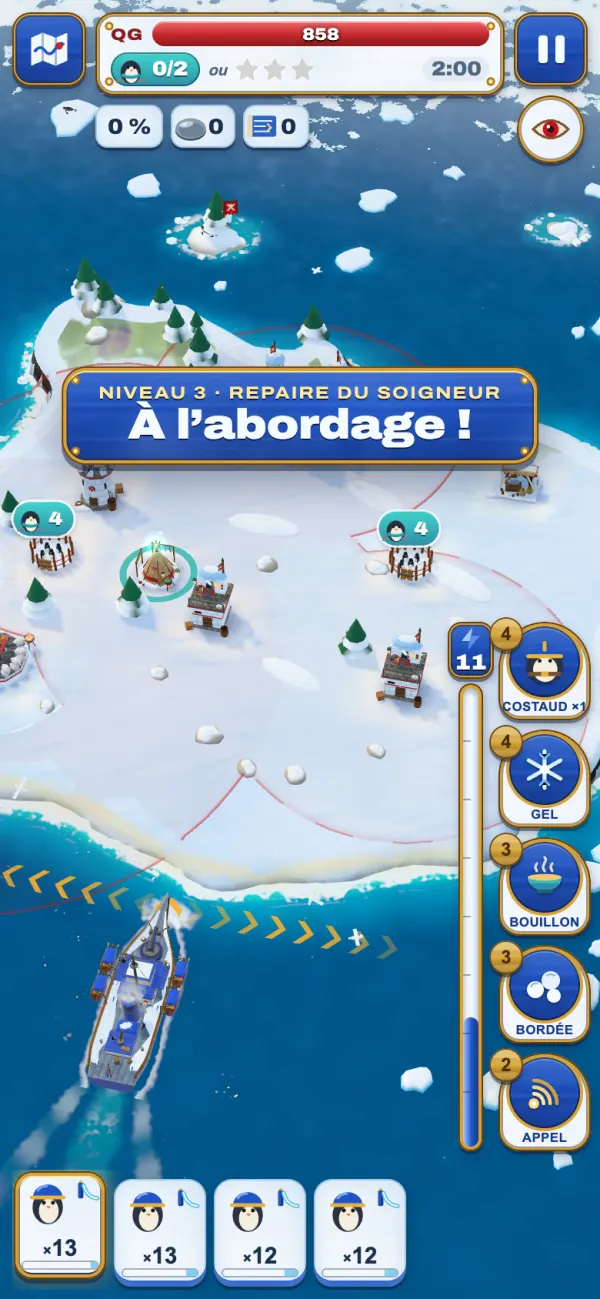 QG 858
0/2 ou 2:00
0 % 0 0
NIVEAU 3 · REPAIRE DU SOIGNEUR
À l’abordage !
4 4
11
4
COSTAUD ×1
4
GEL
3
BOUILLON
3
BORDÉE
2
APPEL
×13 ×13 ×12 ×12